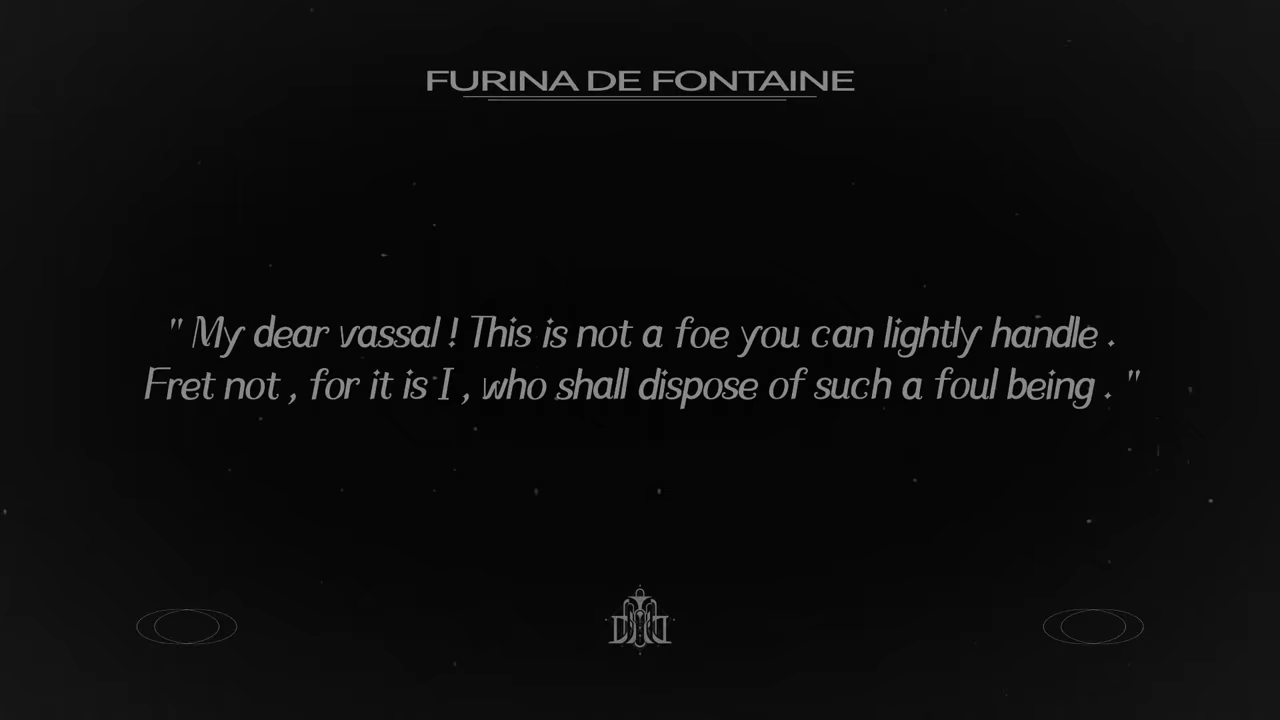 FURINA DE FONTAINE
" My dear vassal ! This is not a foe you can lightly handle .
Fret not , for it is I , who shall dispose of such a foul being . "